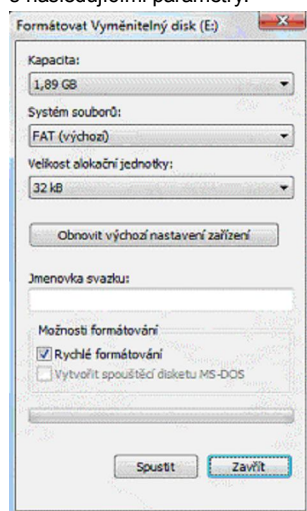 s následujícími parametry:
Formátovat Vyměnitelný disk (E:)
Kapacita:
1,89 GB
Systém souborů:
FAT (výchozí)
Velikost alokační jednotky:
32 kB
Obnovit výchozí nastavení zařízení
Jmenovka svazku:
Možnosti formátování
Rychlé formátování
Vytvořit spouštěcí disketu MS-DOS
Spustit
Zavřít